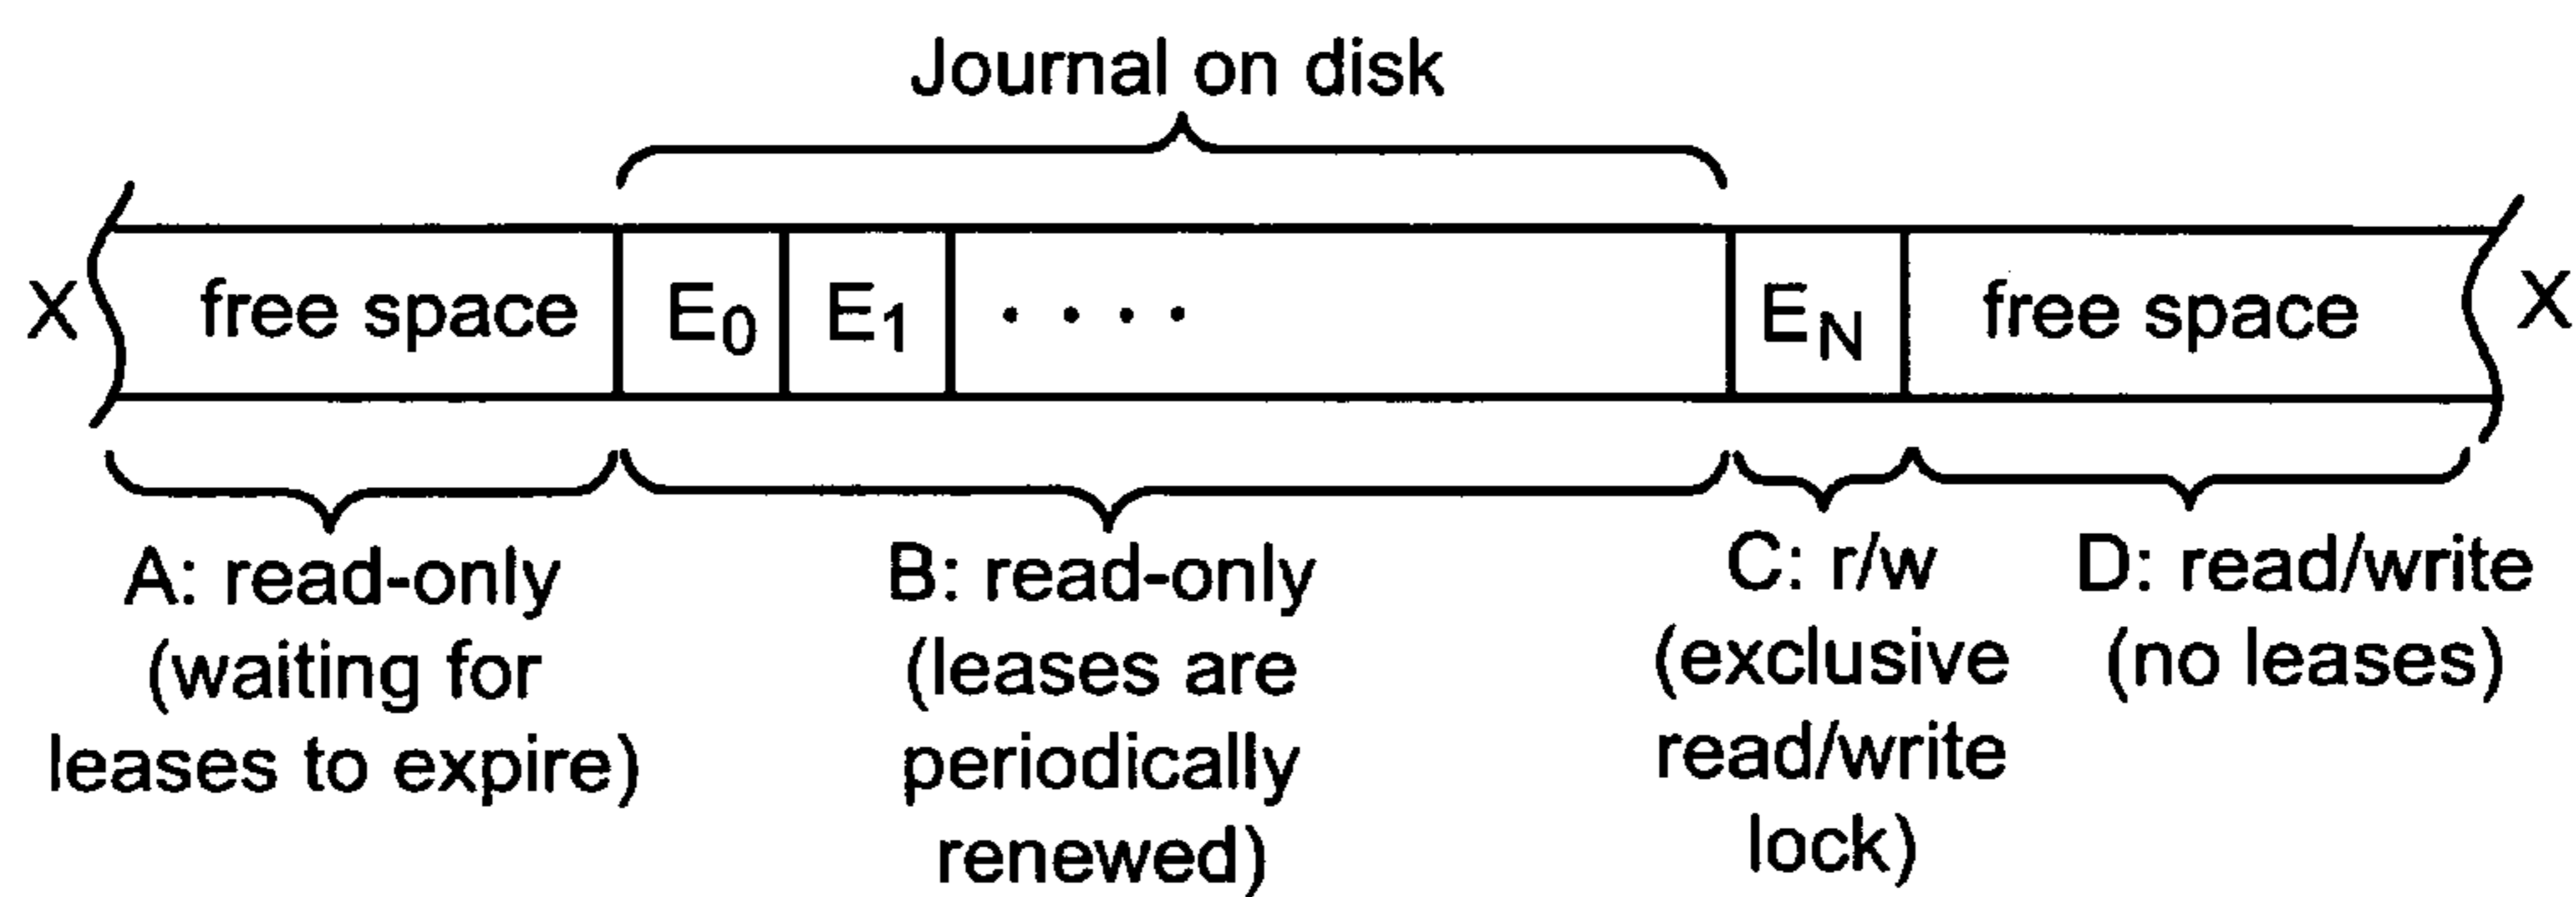 Journal on disk
X free space E₀ E₁ . . . . E_N free space X
A: read-only
(waiting for
leases to expire)
B: read-only
(leases are
periodically
renewed)
C: r/w
(exclusive
read/write
lock)
D: read/write
(no leases)